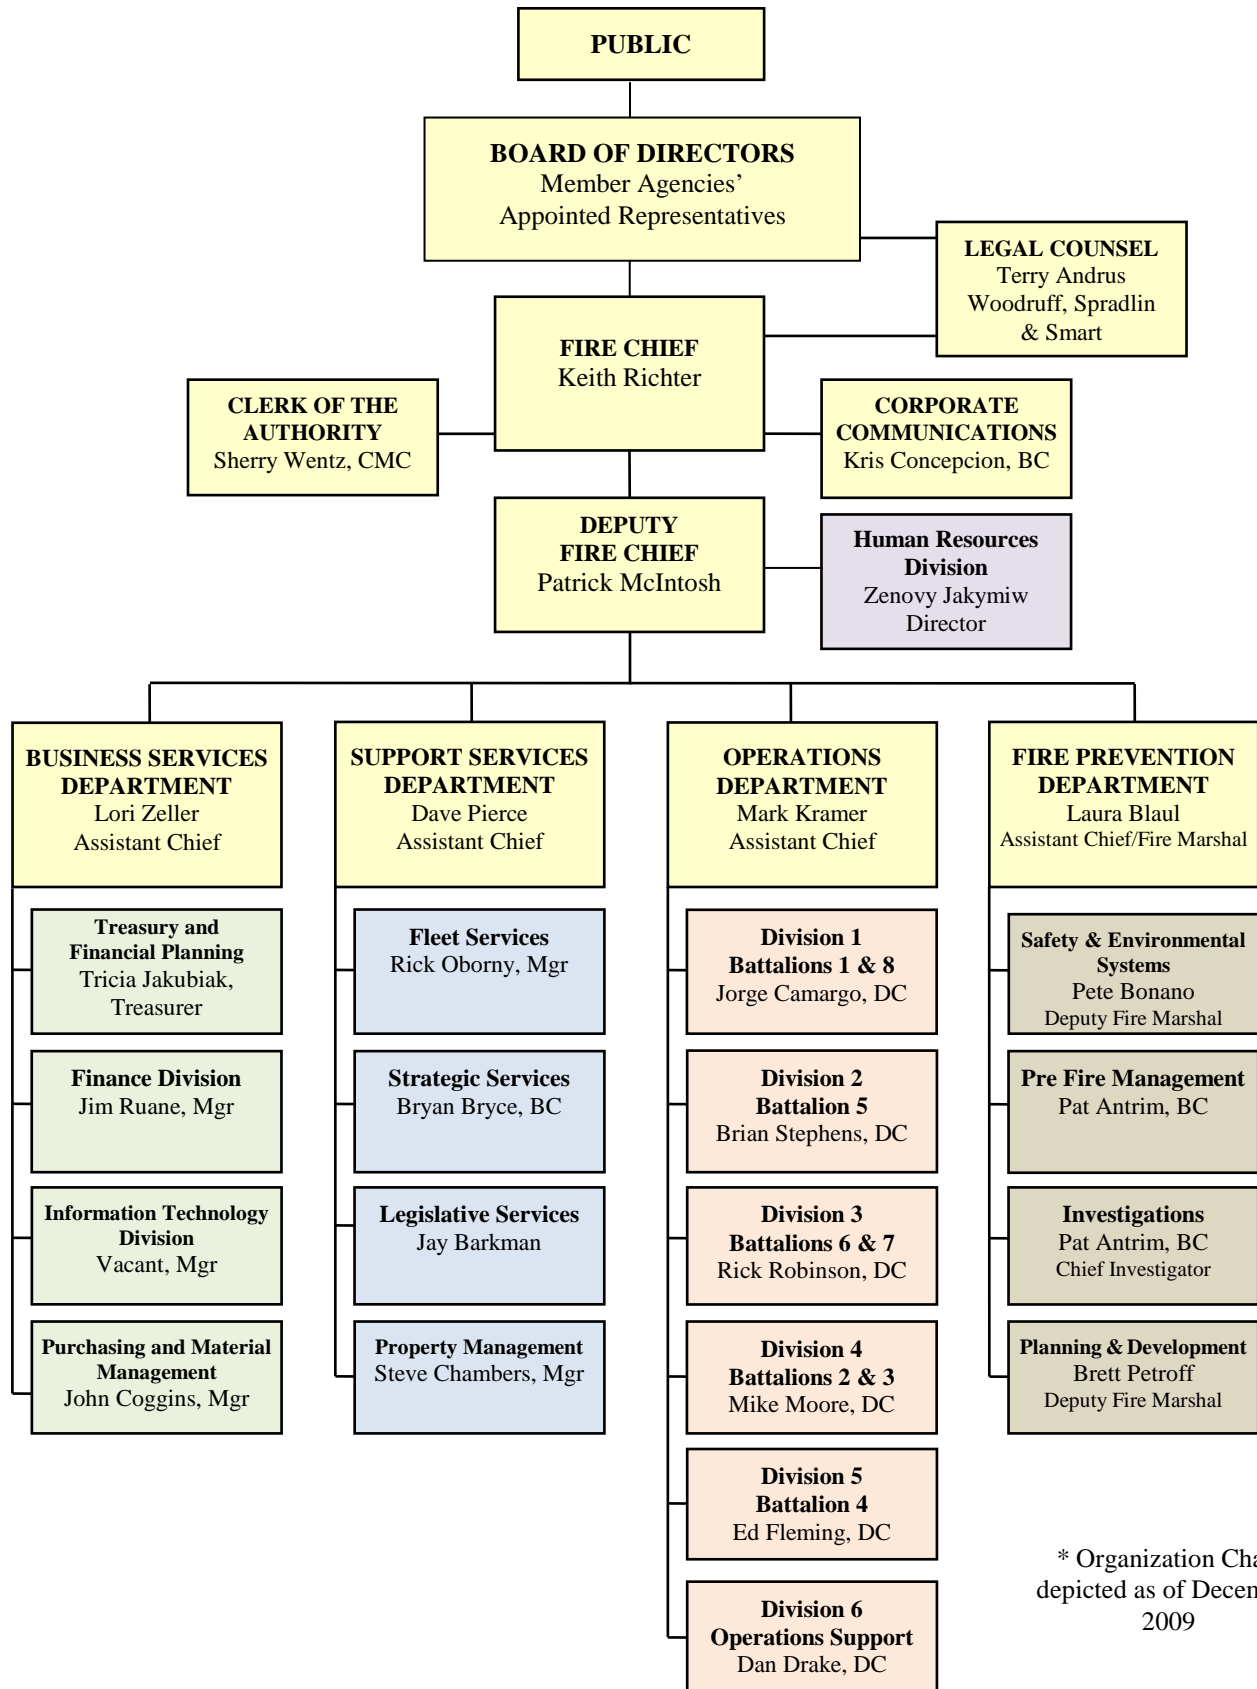 PUBLIC
BOARD OF DIRECTORS
Member Agencies’
Appointed Representatives
LEGAL COUNSEL
Terry Andrus
Woodruff, Spradlin
& Smart
FIRE CHIEF
Keith Richter
CLERK OF THE
AUTHORITY
Sherry Wentz, CMC
CORPORATE
COMMUNICATIONS
Kris Concepcion, BC
DEPUTY
FIRE CHIEF
Patrick McIntosh
Human Resources
Division
Zenovy Jakymiw
Director
BUSINESS SERVICES
DEPARTMENT
Lori Zeller
Assistant Chief
SUPPORT SERVICES
DEPARTMENT
Dave Pierce
Assistant Chief
OPERATIONS
DEPARTMENT
Mark Kramer
Assistant Chief
FIRE PREVENTION
DEPARTMENT
Laura Blaul
Assistant Chief/Fire Marshal
Treasury and
Financial Planning
Tricia Jakubiak,
Treasurer
Finance Division
Jim Ruane, Mgr
Information Technology
Division
Vacant, Mgr
Purchasing and Material
Management
John Coggins, Mgr
Fleet Services
Rick Oborny, Mgr
Strategic Services
Bryan Bryce, BC
Legislative Services
Jay Barkman
Property Management
Steve Chambers, Mgr
Division 1
Battalions 1 & 8
Jorge Camargo, DC
Division 2
Battalion 5
Brian Stephens, DC
Division 3
Battalions 6 & 7
Rick Robinson, DC
Division 4
Battalions 2 & 3
Mike Moore, DC
Division 5
Battalion 4
Ed Fleming, DC
Division 6
Operations Support
Dan Drake, DC
Safety & Environmental
Systems
Pete Bonano
Deputy Fire Marshal
Pre Fire Management
Pat Antrim, BC
Investigations
Pat Antrim, BC
Chief Investigator
Planning & Development
Brett Petroff
Deputy Fire Marshal
* Organization
depicted as of
2009